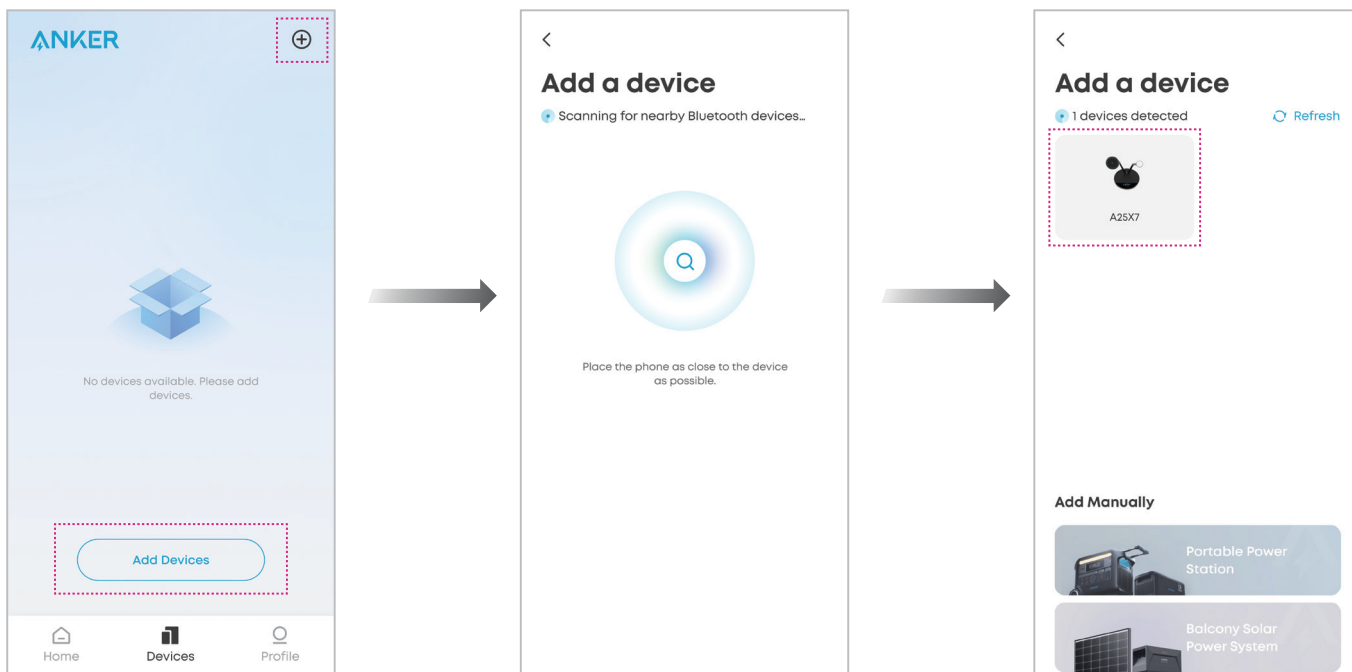 ANKER
No devices available. Please add
devices.
Add Devices
Home
Devices
Profile
Add a device
Scanning for nearby Bluetooth devices...
Place the phone as close to the device
as possible.
Add a device
1 devices detected
Refresh
A25X7
Add Manually
Portable Power
Station
Balcony Solar
Power System